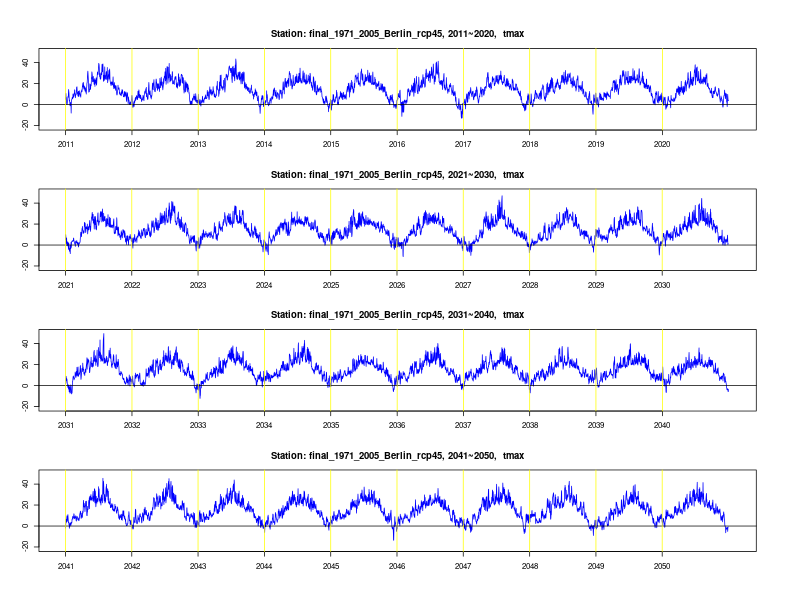 Station: final_1971_2005_Berlin_rcp45, 2011~2020, tmax
40
20
0
-20
2011 2012 2013 2014 2015 2016 2017 2018 2019 2020
Station: final_1971_2005_Berlin_rcp45, 2021~2030, tmax
40
20
0
-20
2021 2022 2023 2024 2025 2026 2027 2028 2029 2030
Station: final_1971_2005_Berlin_rcp45, 2031~2040, tmax
40
20
0
-20
2031 2032 2033 2034 2035 2036 2037 2038 2039 2040
Station: final_1971_2005_Berlin_rcp45, 2041~2050, tmax
40
20
0
-20
2041 2042 2043 2044 2045 2046 2047 2048 2049 2050